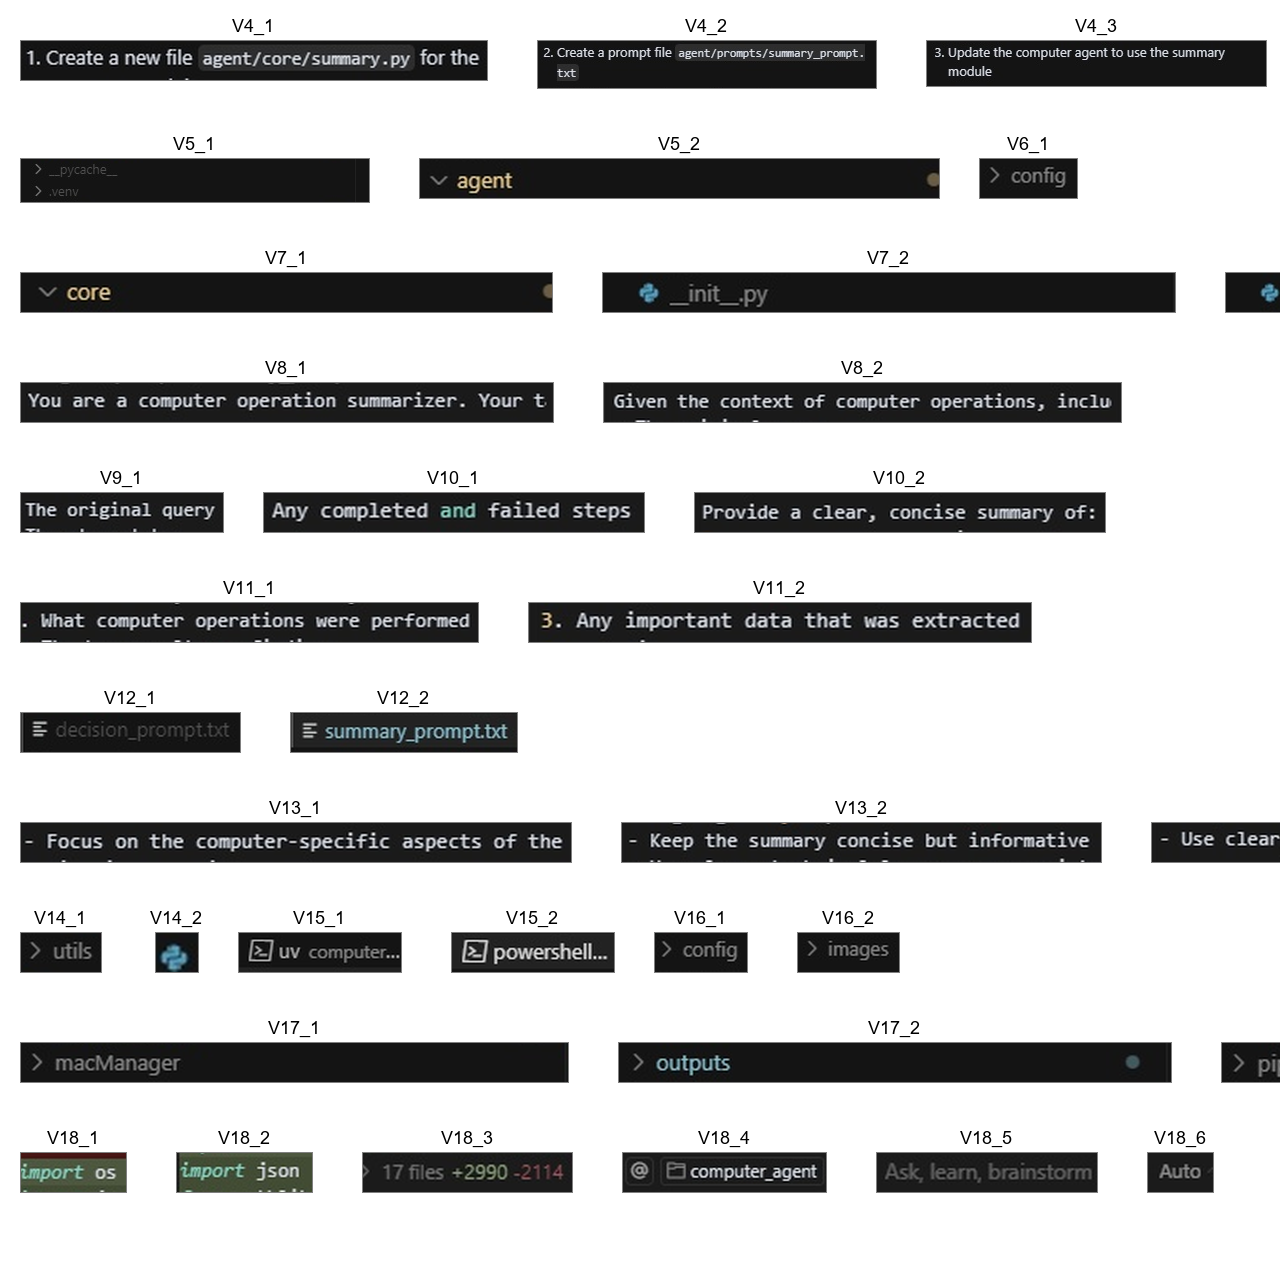 V4_1
V4_2
V4_3
1. Create a new file agent/core/summary.py for the
2. Create a prompt file agent/prompts/summary_prompt.
txt
3. Update the computer agent to use the summary
module
V5_1
V5_2
V6_1
__pycache__
.venv
agent
config
V7_1
V7_2
core
__init__.py
V8_1
V8_2
You are a computer operation summarizer. Your t
Given the context of computer operations, inclu
V9_1
V10_1
V10_2
The original query
Any completed and failed steps
Provide a clear, concise summary of:
V11_1
V11_2
. What computer operations were performed
3. Any important data that was extracted
V12_1
V12_2
decision_prompt.txt
summary_prompt.txt
V13_1
V13_2
- Focus on the computer-specific aspects of the
- Keep the summary concise but informative
- Use clear
V14_1
V14_2
V15_1
V15_2
V16_1
V16_2
utils
uv computer...
powershell...
config
images
V17_1
V17_2
macManager
outputs
V18_1
V18_2
V18_3
V18_4
V18_5
V18_6
import os
import json
17 files +2990 -2114
@ computer_agent
Ask, learn, brainstorm
Auto